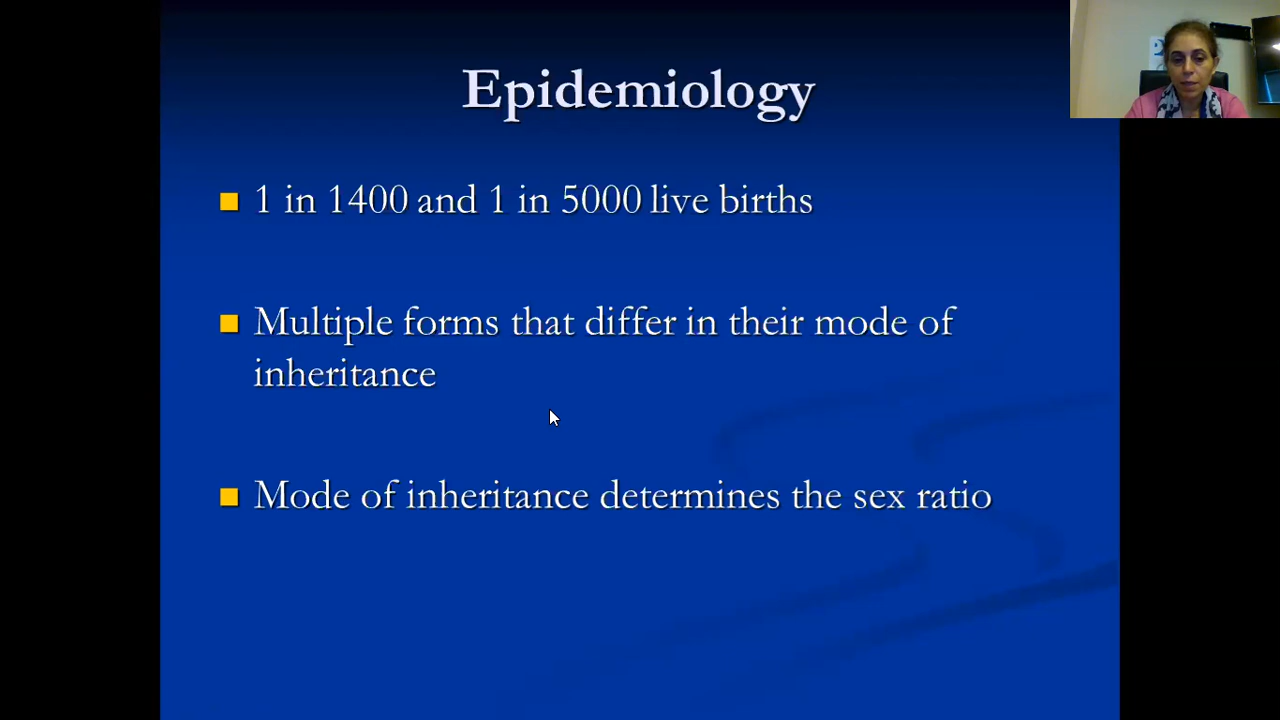 Epidemiology
1 in 1400 and 1 in 5000 live births
Multiple forms that differ in their mode of
inheritance
Mode of inheritance determines the sex ratio